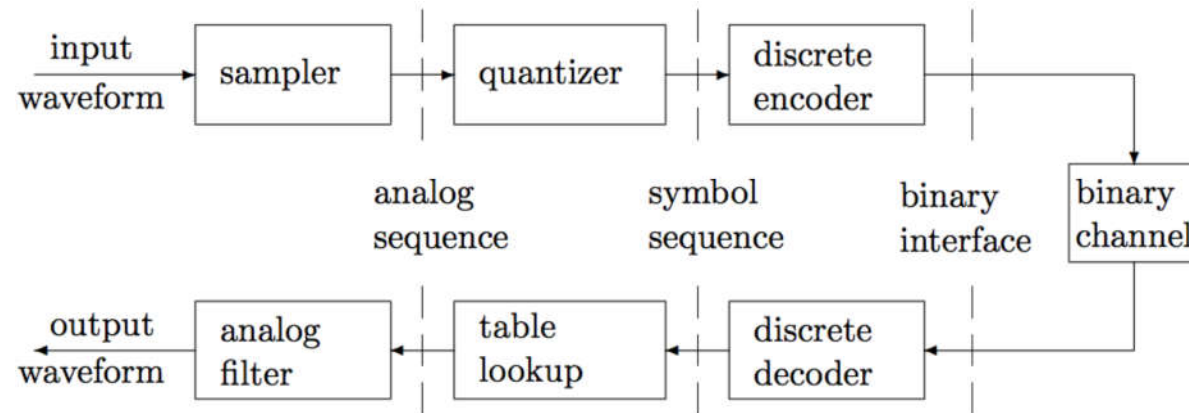 input
waveform
sampler
quantizer
discrete
encoder
analog
sequence
symbol
sequence
binary
interface
binary
channel
output
waveform
analog
filter
table
lookup
discrete
decoder